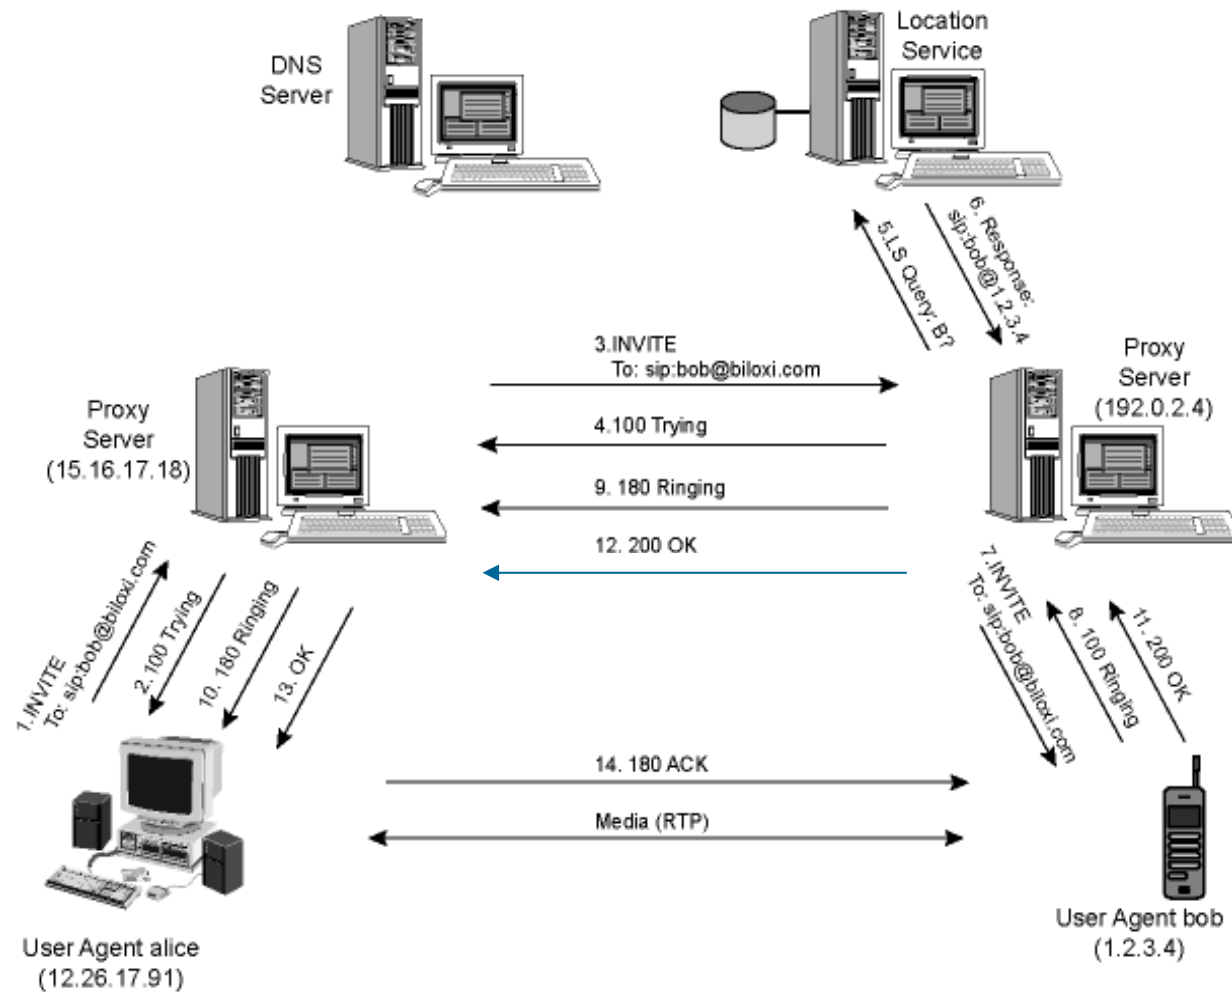 DNS
Server
Location
Service
5.LS Query: B?
6. Response:
sip:bob@1.2.3.4
3.INVITE
To: sip:bob@biloxi.com
Proxy
Server
(192.0.2.4)
Proxy
Server
(15.16.17.18)
4.100 Trying
9. 180 Ringing
12. 200 OK
1.INVITE
To: sip:bob@biloxi.com
2. 100 Trying
10. 180 Ringing
13. OK
7.INVITE
To: sip:bob@biloxi.com
8. 100 Ringing
11. 200 OK
14. 180 ACK
Media (RTP)
User Agent alice
(12.26.17.91)
User Agent bob
(1.2.3.4)